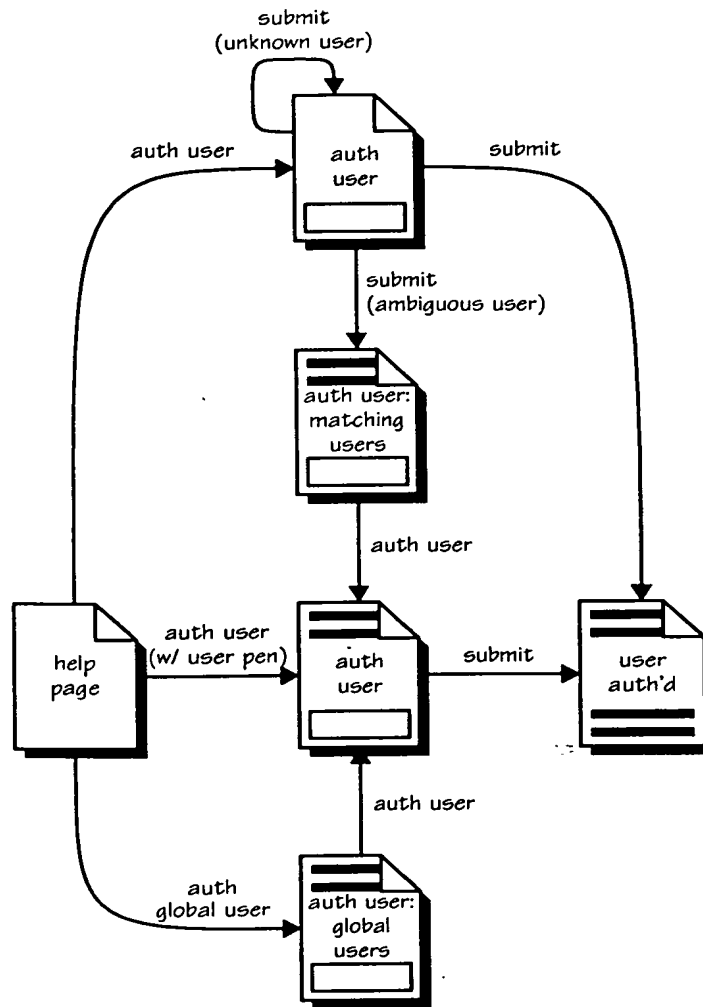 submit
(unknown user)
auth user
auth
user
submit
submit
(ambiguous user)
auth user:
matching
users
auth user
help
page
auth user
(w/ user pen)
auth
user
submit
user
auth'd
auth user
auth
global user
auth user:
global
users